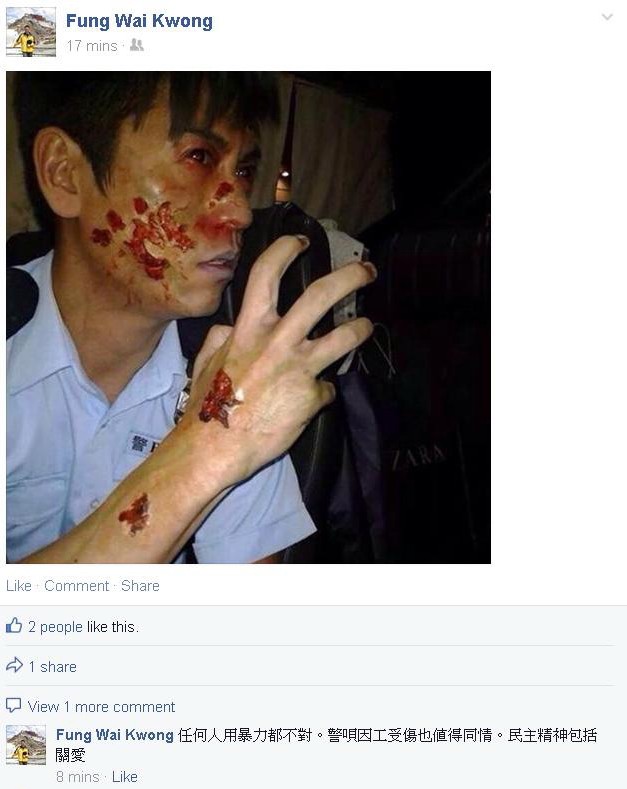 Fung Wai Kwong
17 mins ·
警
ZARA
Like · Comment · Share
2 people like this.
1 share
View 1 more comment
Fung Wai Kwong 任何人用暴力都不對。警唄因工受傷也値得同情。民主精神包括
關愛
8 mins · Like